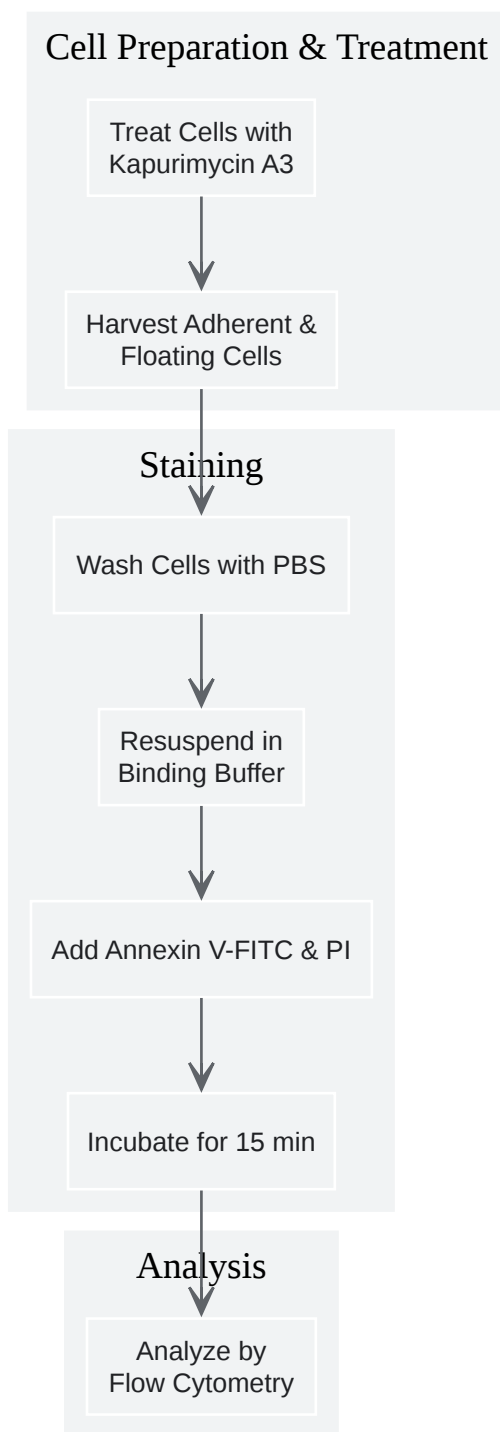 Cell Preparation & Treatment
Treat Cells with
Kapurimycin A3
Harvest Adherent &
Floating Cells
Staining
Wash Cells with PBS
Resuspend in
Binding Buffer
Add Annexin V-FITC & PI
Incubate for 15 min
Analysis
Analyze by
Flow Cytometry